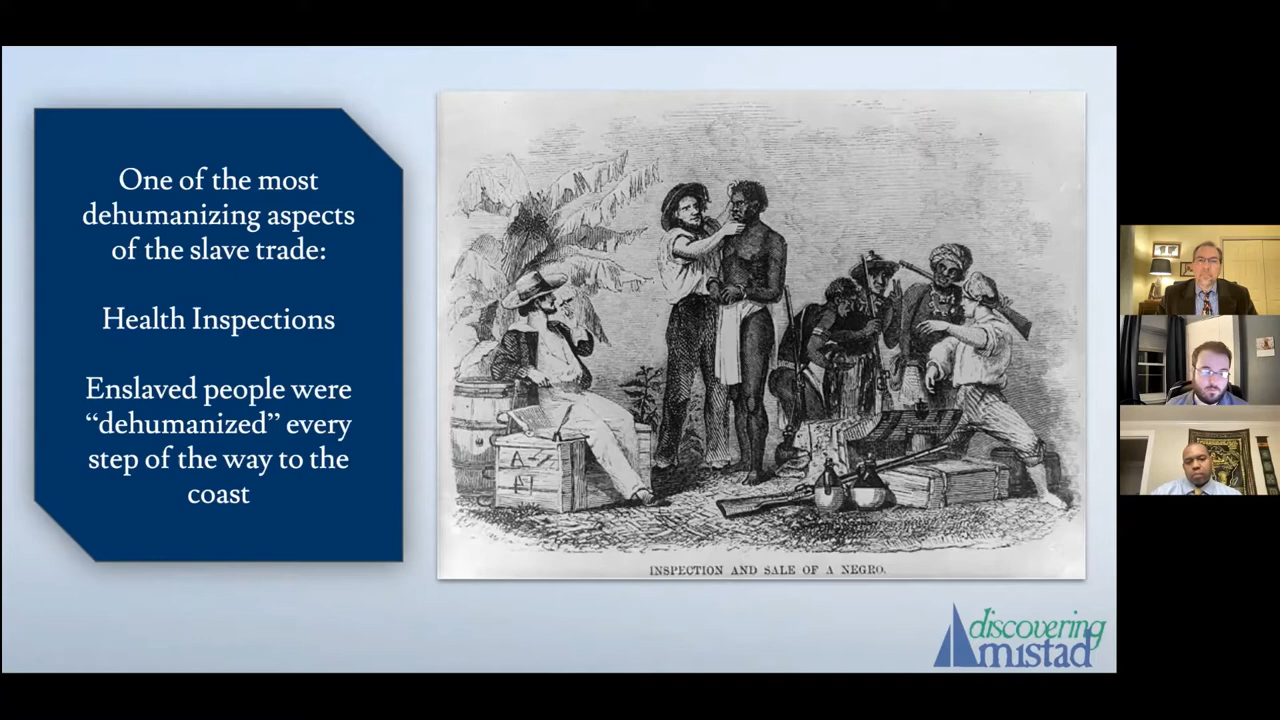 One of the most
dehumanizing aspects
of the slave trade:
Health Inspections
Enslaved people were
“dehumanized” every
step of the way to the
coast
INSPECTION AND SALE OF A NEGRO.
discovering
amistad